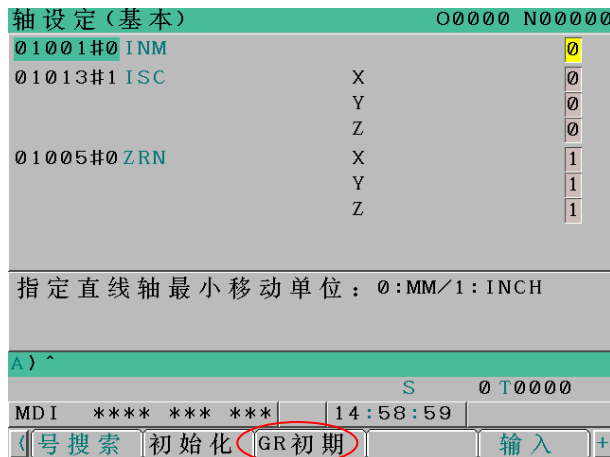 轴设定(基本) O0000 N00000
01001#0 INM 0
01013#1 ISC X 0
Y 0
Z 0
01005#0 ZRN X 1
Y 1
Z 1
指定直线轴最小移动单位: 0:MM/1:INCH
A) ^
S 0 T0000
MDI **** *** *** 14:58:59
(号搜索 初始化 GR初期 输入 +